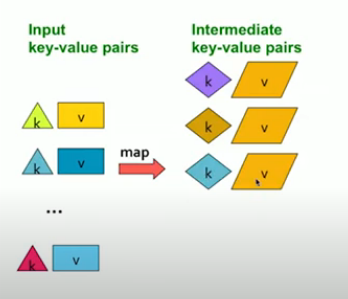 Input
key-value pairs
Intermediate
key-value pairs
k v
k v
k v
k v
map
k v
...
k v